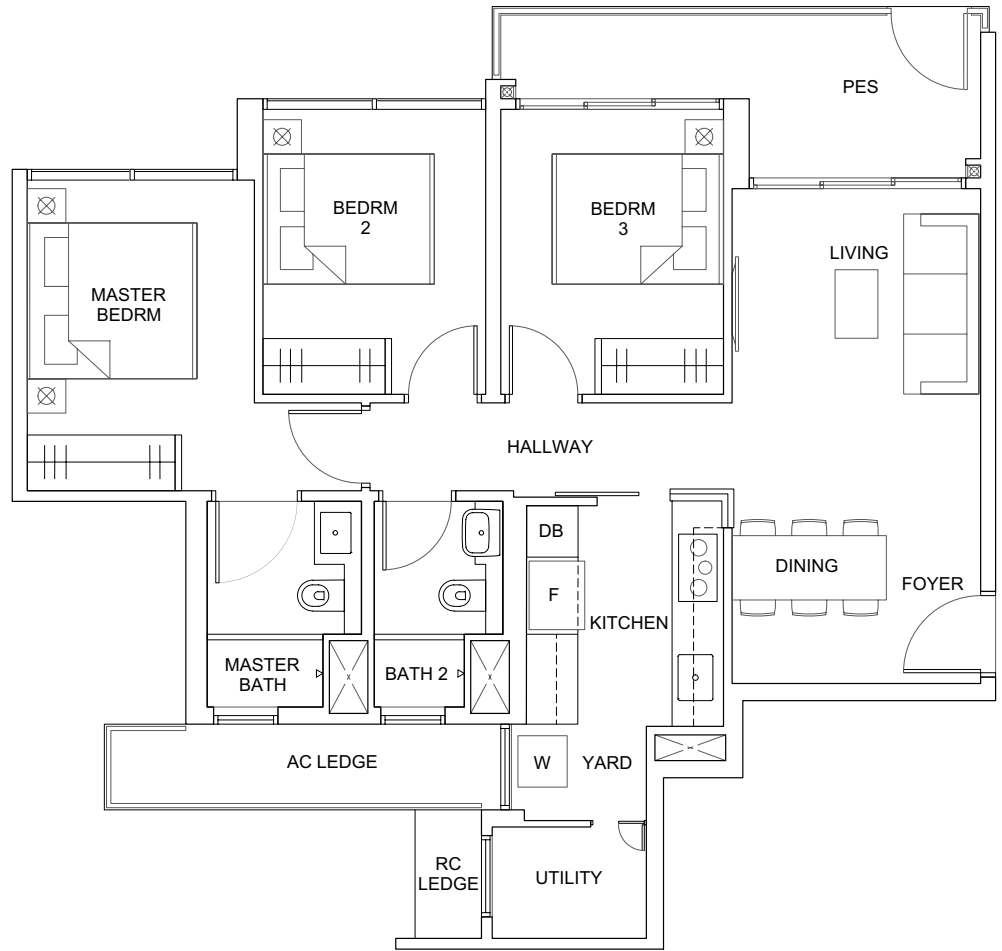 PES
BEDRM
2
BEDRM
3
LIVING
MASTER
BEDRM
HALLWAY
DB
DINING
FOYER
F
KITCHEN
MASTER
BATH
BATH 2
AC LEDGE
W
YARD
RC
LEDGE
UTILITY